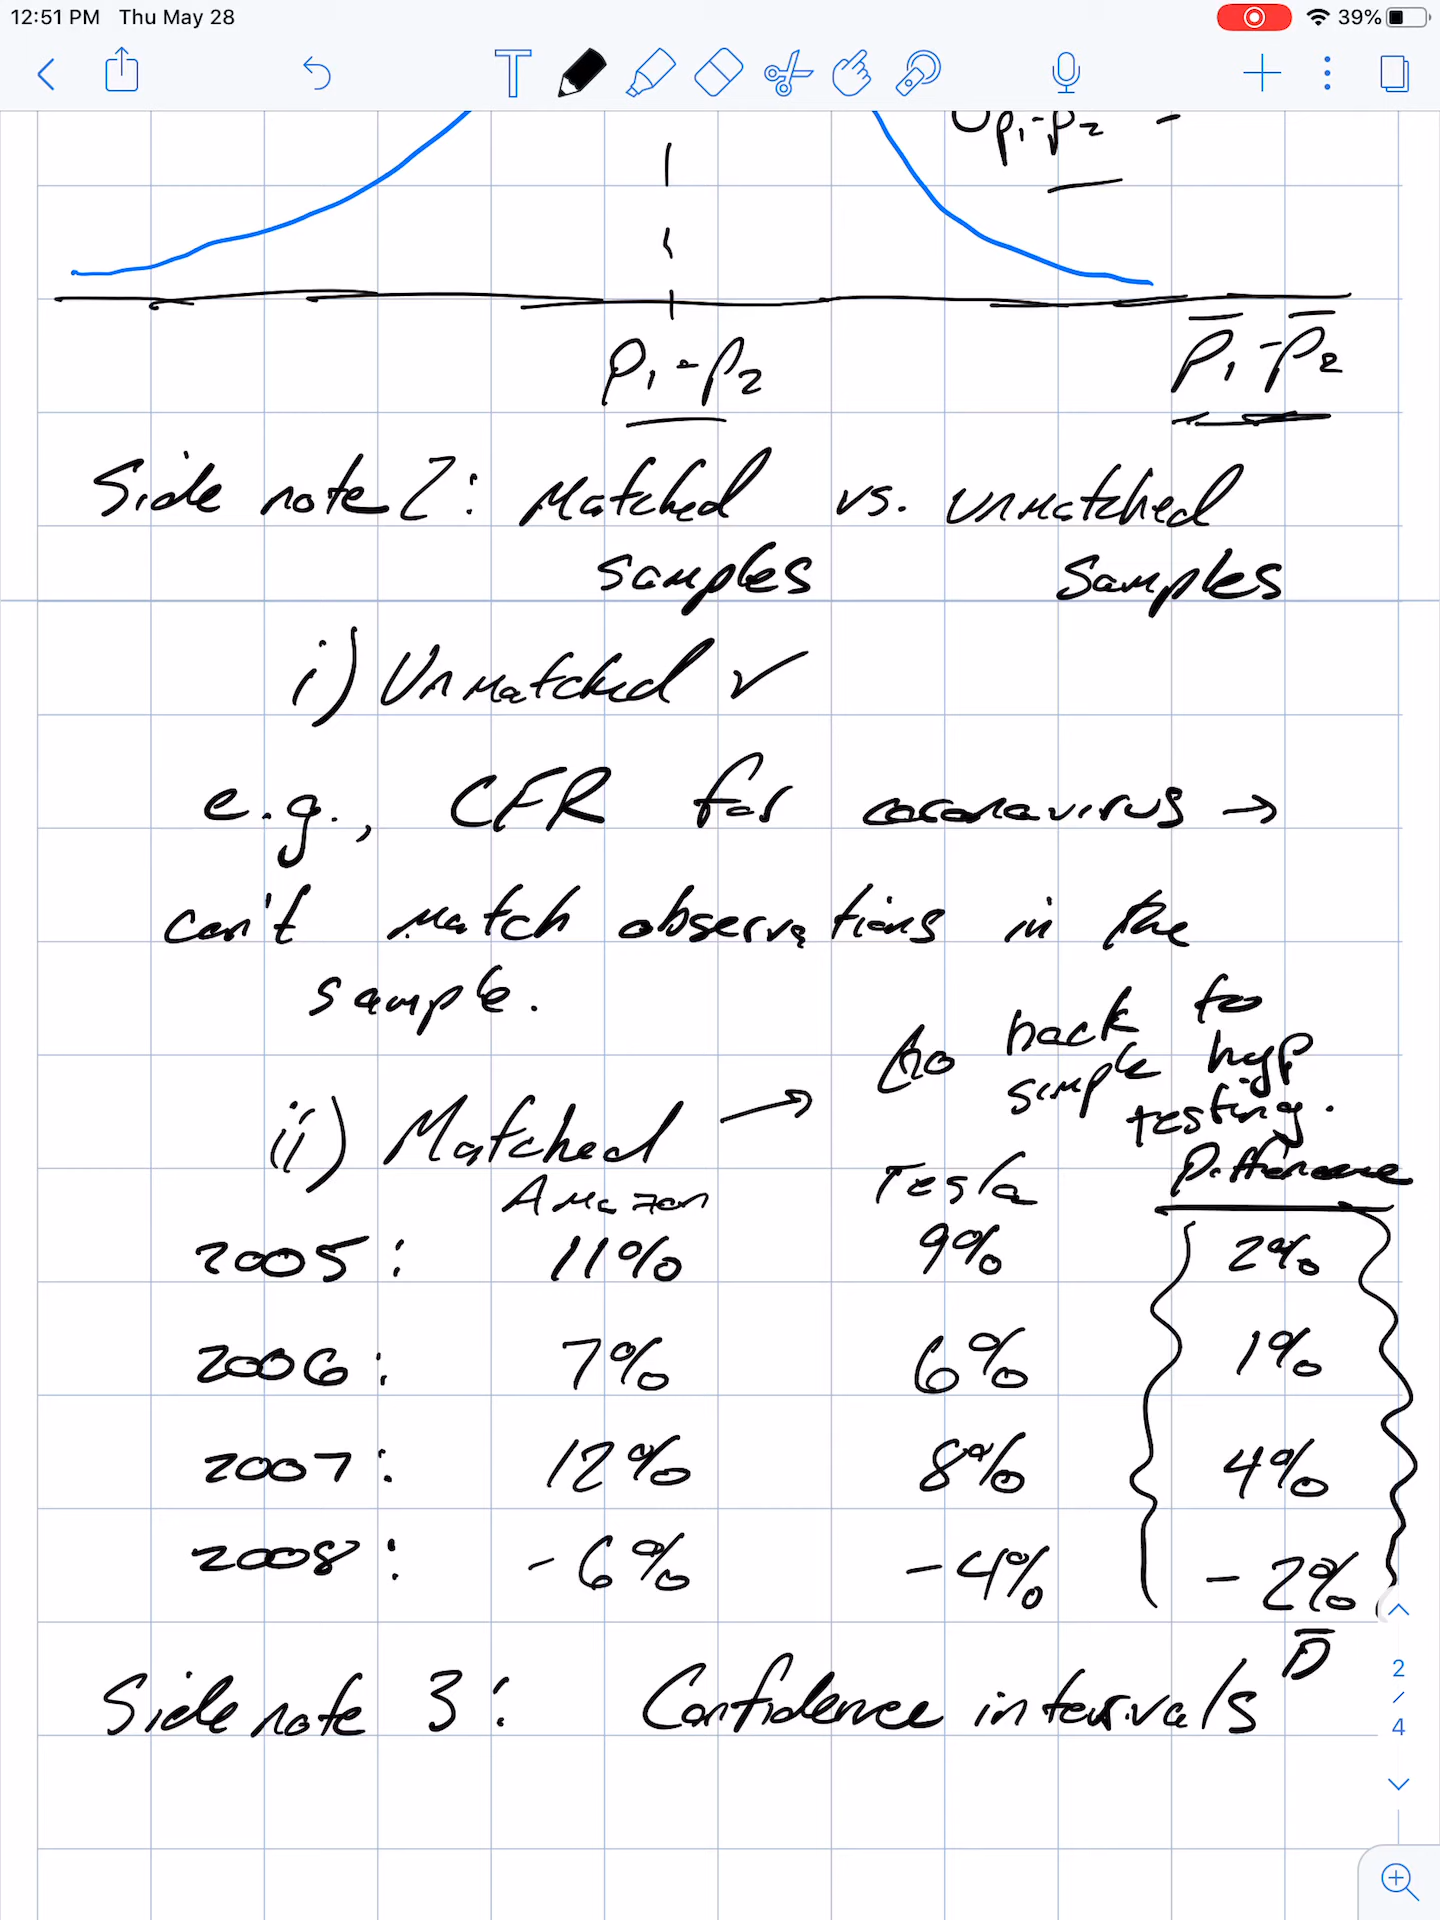 12:51 PM Thu May 28
39%
σp₁-p₂ =
p₁-p₂
p̅₁-p̅₂
Side note 2: Matched vs. unmatched
samples samples
i) Unmatched ✓
e.g., CFR for coronavirus →
can't match observations in the
sample.
Go back to
simple hyp
testing.
ii) Matched →
Amazon Tesla Difference
2005: 11% 9% 2%
2006: 7% 6% 1%
2007: 12% 8% 4%
2008: -6% -4% -2%
D̅
Side note 3: Confidence intervals
2
/
4